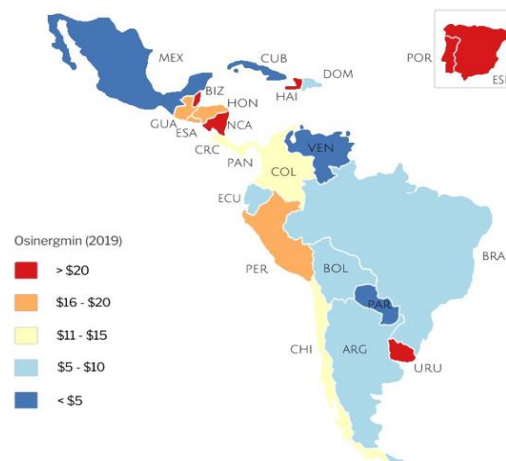 MEX
CUB
DOM
HAI
BIZ
HON
GUA
ESA
NCA
CRC
PAN
VEN
COL
ECU
PER
BRA
BOL
PAR
CHI
ARG
URU
POR
ESP
Osinergmin (2019)
> $20
$16 - $20
$11 - $15
$5 - $10
< $5